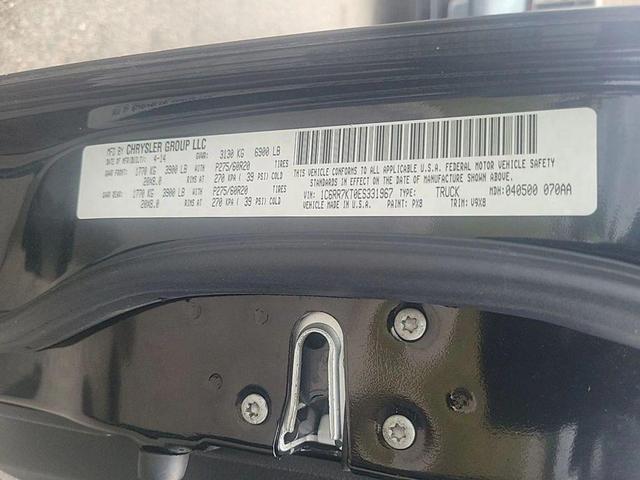 MFD BY CHRYSLER GROUP LLC
DATE OF MFR(BUILT): 4-14 GVWR: 3130 KG 6900 LB
GAWR FRONT: 1770 KG 3900 LB WITH P275/60R20 TIRES
20X8.0 RIMS AT 270 KPA ( 39 PSI) COLD
GAWR REAR: 1770 KG 3900 LB WITH P275/60R20 TIRES
20X8.0 RIMS AT 270 KPA ( 39 PSI) COLD
THIS VEHICLE CONFORMS TO ALL APPLICABLE U.S.A. FEDERAL MOTOR VEHICLE SAFETY
STANDARDS IN EFFECT ON THE DATE OF MANUFACTURE SHOWN ABOVE.
VIN: 1C6RR7KT0ES331967 TYPE: TRUCK MDH: 040500 070AA
VEHICLE MADE IN U.S.A. PAINT: PX8 TRIM: V9X8